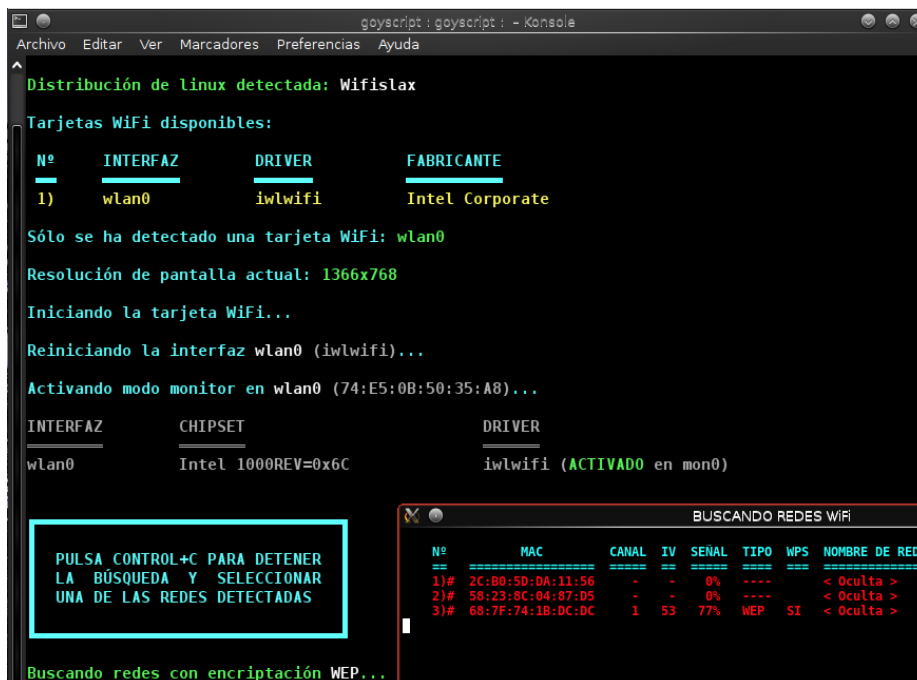 goyscript : goyscript : – Konsole
Archivo Editar Ver Marcadores Preferencias Ayuda
Distribución de linux detectada: Wifislax
Tarjetas WiFi disponibles:
Nº INTERFAZ DRIVER FABRICANTE
1) wlan0 iwlwifi Intel Corporate
Sólo se ha detectado una tarjeta WiFi: wlan0
Resolución de pantalla actual: 1366x768
Iniciando la tarjeta WiFi...
Reiniciando la interfaz wlan0 (iwlwifi)...
Activando modo monitor en wlan0 (74:E5:0B:50:35:A8)...
INTERFAZ CHIPSET DRIVER
wlan0 Intel 1000REV=0x6C iwlwifi (ACTIVADO en mon0)
PULSA CONTROL+C PARA DETENER
LA BÚSQUEDA Y SELECCIONAR
UNA DE LAS REDES DETECTADAS
Buscando redes con encriptación WEP...
BUSCANDO REDES WiFi
Nº MAC CANAL IV SEÑAL TIPO WPS NOMBRE DE RED
== ================= ===== == ===== ==== === ============
1)# 2C:B0:5D:DA:11:56 - - 0% ---- < Oculta >
2)# 58:23:8C:04:87:D5 - - 0% ---- < Oculta >
3)# 68:7F:74:1B:DC:DC 1 53 77% WEP SI < Oculta >